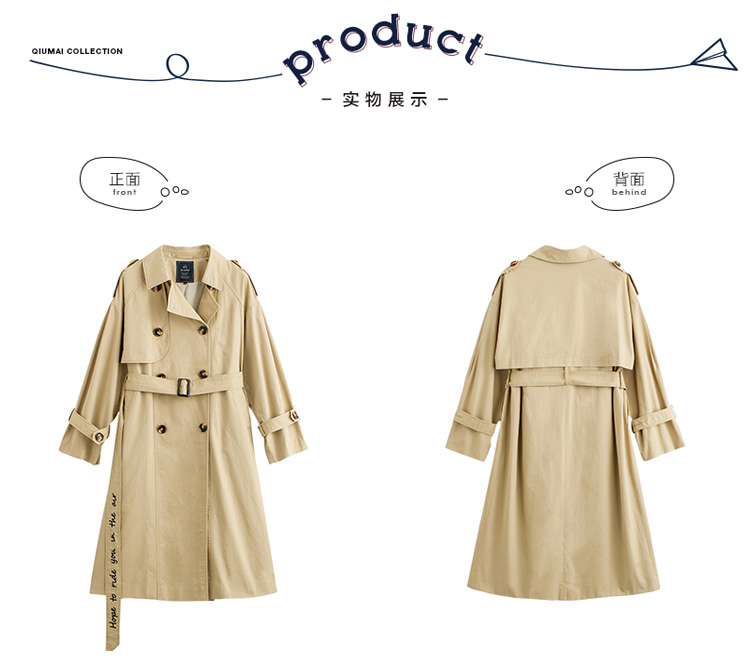 QIUMAI COLLECTION
product
- 实物展示 -
正面
front
背面
behind
Hope to ride you in the air